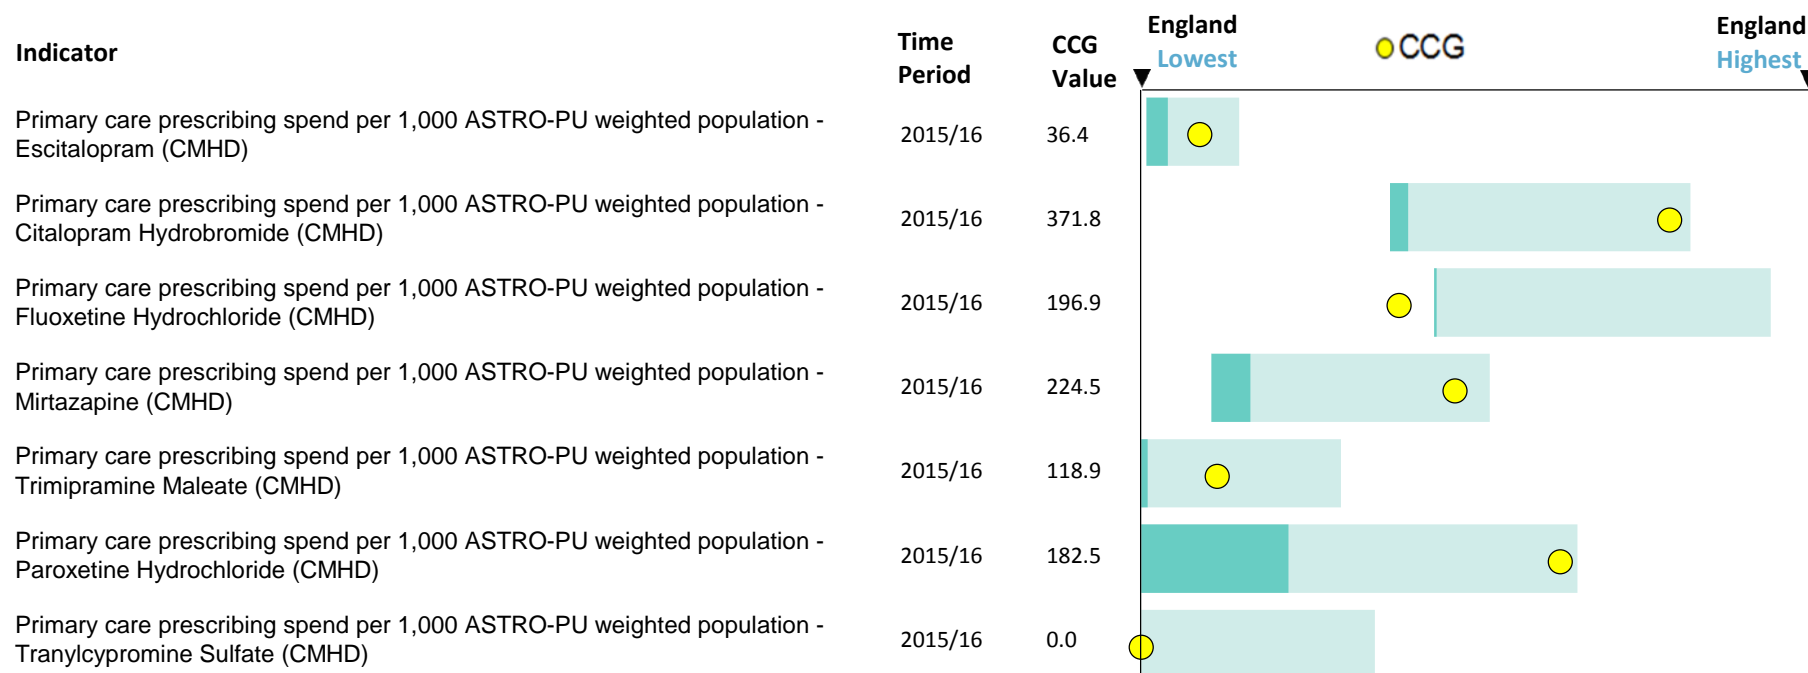 Indicator
Time
Period
CCG
Value
England
Lowest
CCG
England
Highest
Primary care prescribing spend per 1,000 ASTRO-PU weighted population -
Escitalopram (CMHD)
2015/16
36.4
Primary care prescribing spend per 1,000 ASTRO-PU weighted population -
Citalopram Hydrobromide (CMHD)
2015/16
371.8
Primary care prescribing spend per 1,000 ASTRO-PU weighted population -
Fluoxetine Hydrochloride (CMHD)
2015/16
196.9
Primary care prescribing spend per 1,000 ASTRO-PU weighted population -
Mirtazapine (CMHD)
2015/16
224.5
Primary care prescribing spend per 1,000 ASTRO-PU weighted population -
Trimipramine Maleate (CMHD)
2015/16
118.9
Primary care prescribing spend per 1,000 ASTRO-PU weighted population -
Paroxetine Hydrochloride (CMHD)
2015/16
182.5
Primary care prescribing spend per 1,000 ASTRO-PU weighted population -
Tranylcypromine Sulfate (CMHD)
2015/16
0.0